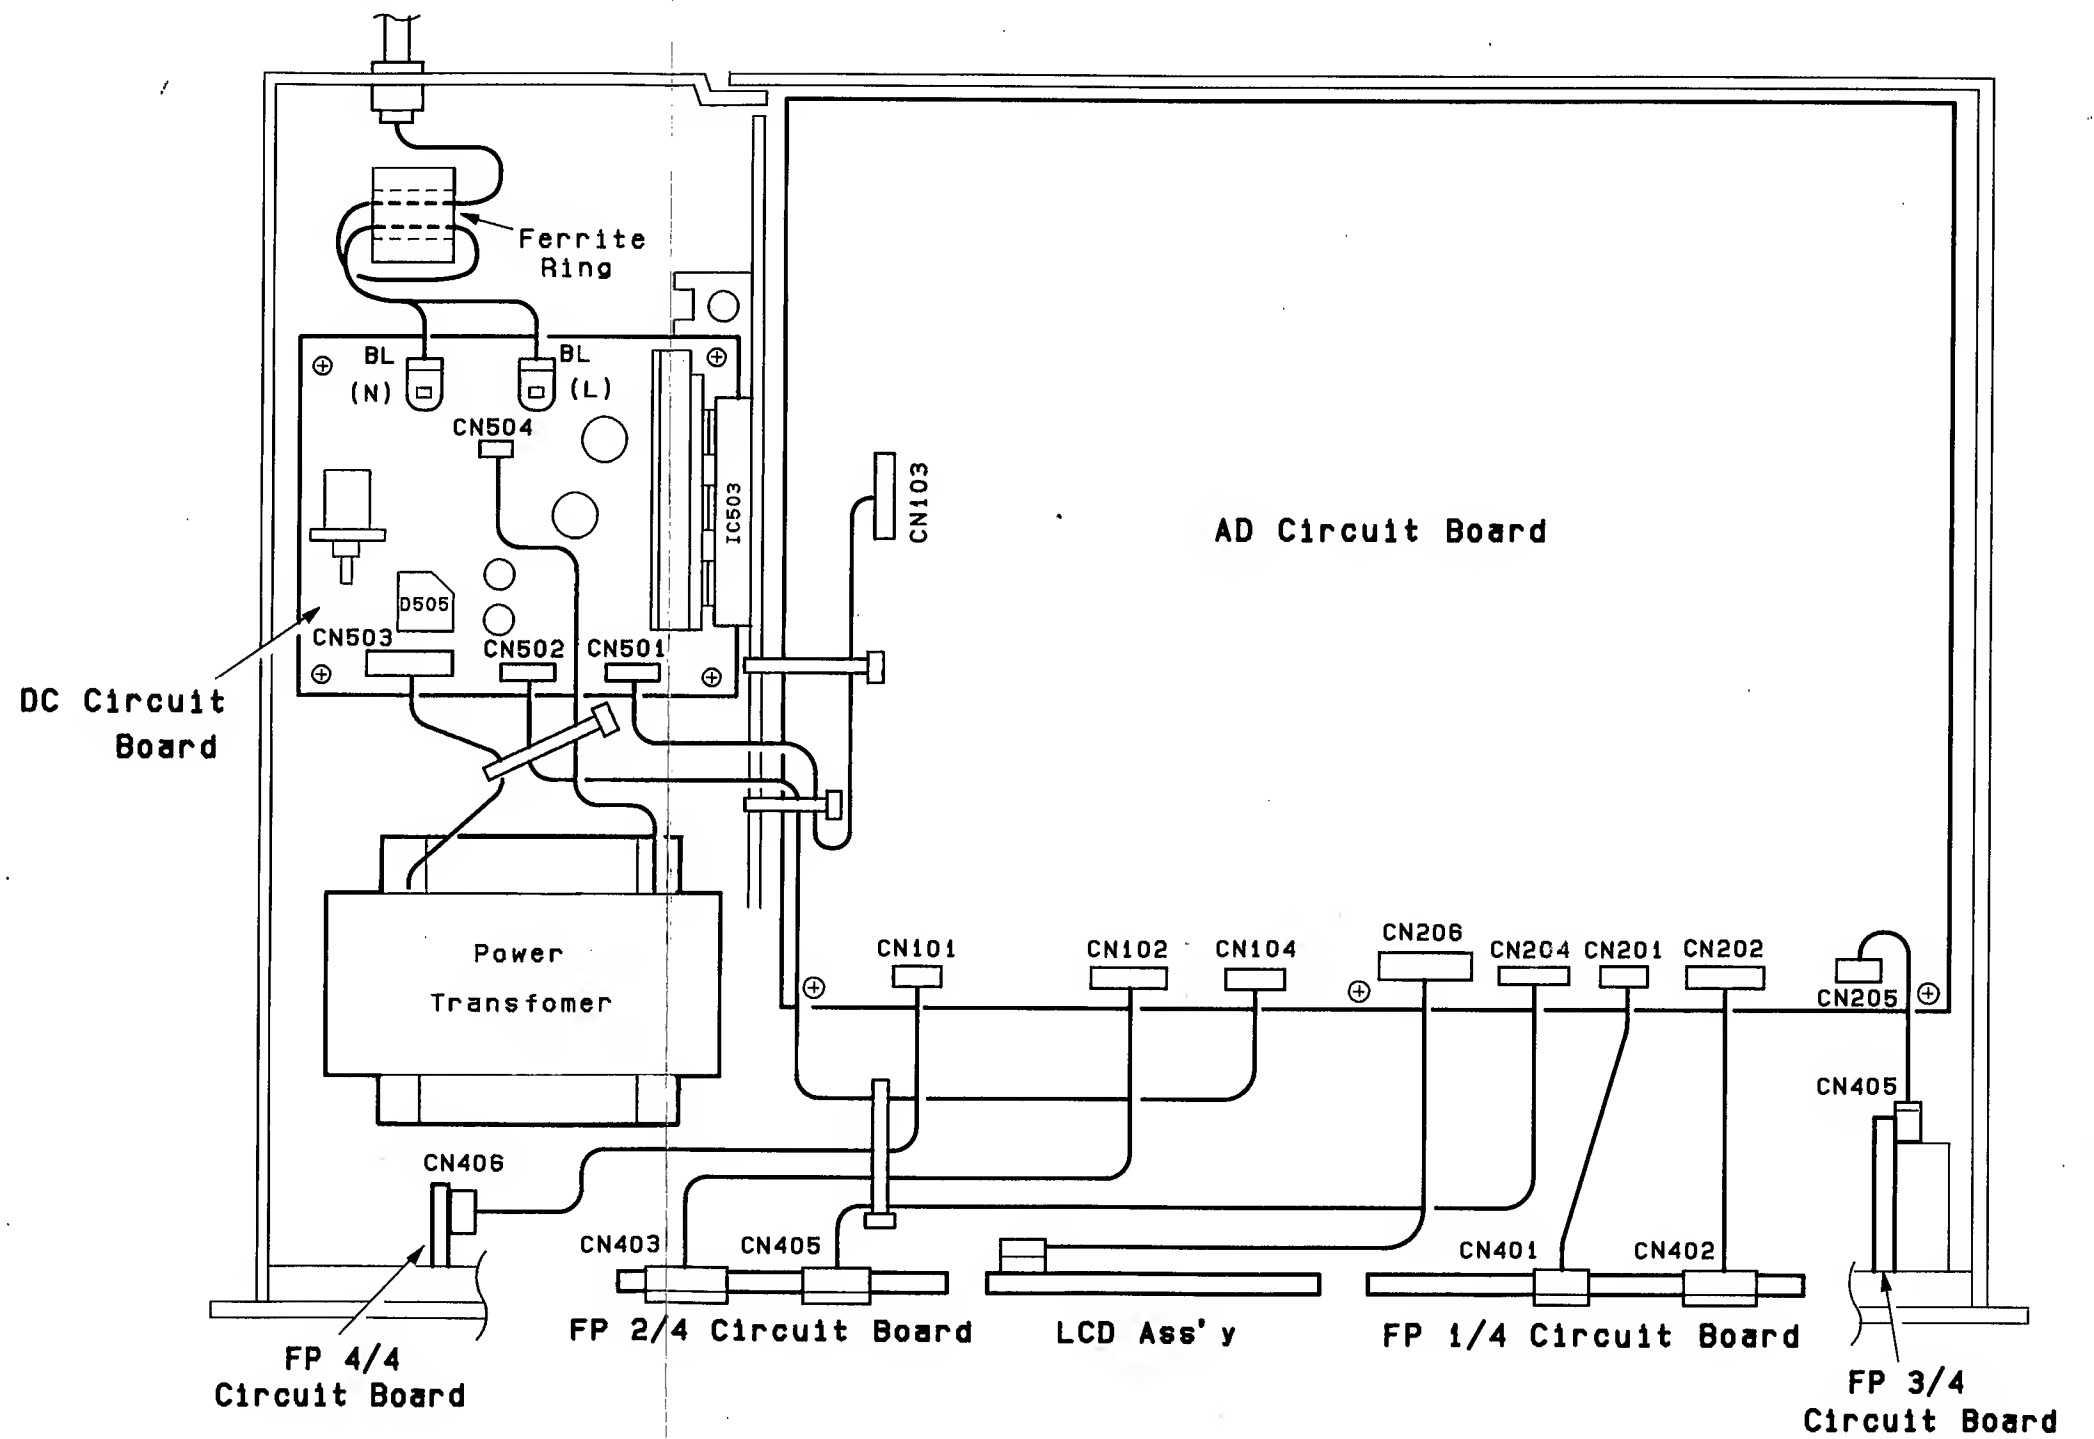 Ferrite
Ring
BL
(N)
BL
(L)
CN504
IC503
CN103
AD Circuit Board
D505
CN503
CN502
CN501
DC Circuit
Board
Power
Transfomer
CN101
CN102
CN104
CN206
CN204
CN201
CN202
CN205
CN405
CN406
CN403
CN405
CN401
CN402
FP 2/4 Circuit Board
LCD Ass'y
FP 1/4 Circuit Board
FP 4/4
Circuit Board
FP 3/4
Circuit Board